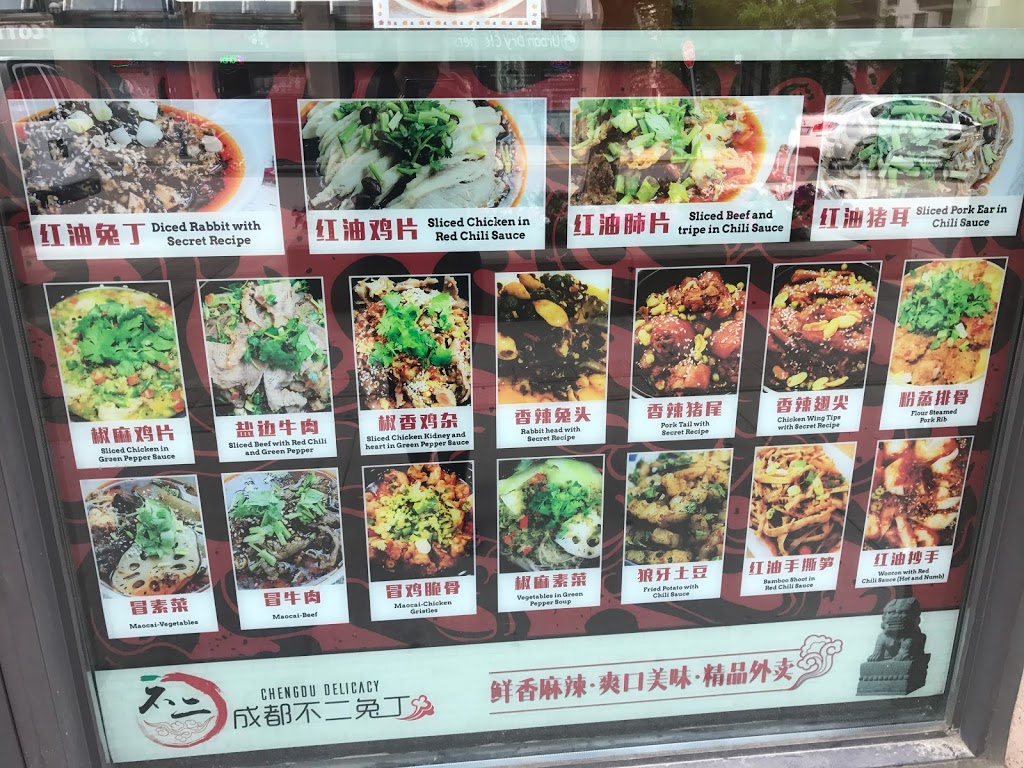 Urban Dry Cleaners
OPEN
红油兔丁
Diced Rabbit with
Secret Recipe
红油鸡片
Sliced Chicken in
Red Chili Sauce
红油肺片
Sliced Beef and
tripe in Chili Sauce
红油猪耳
Sliced Pork Ear in
Chili Sauce
椒麻鸡片
Sliced Chicken in
Green Pepper Sauce
盐边牛肉
Sliced Beef with Red Chili
and Green Pepper
椒香鸡杂
Sliced Chicken Kidney and
heart in Green Pepper Sauce
香辣兔头
Rabbit head with
Secret Recipe
香辣猪尾
Pork Tail with
Secret Recipe
香辣翅尖
Chicken Wing Tips
with Secret Recipe
粉蒸排骨
Flour Steamed
Pork Rib
冒素菜
Maocai-Vegetables
冒牛肉
Maocai-Beef
冒鸡脆骨
Maocai-Chicken
Gristles
椒麻素菜
Vegetables in Green
Pepper Soup
狼牙土豆
Fried Potato with
Chili Sauce
红油手撕笋
Bamboo Shoot in
Red Chili Sauce
红油抄手
Wonton with Red
Chili Sauce (Hot and Numb)
不二
CHENGDU DELICACY
成都不二兔丁
鲜香麻辣·爽口美味·精品外卖